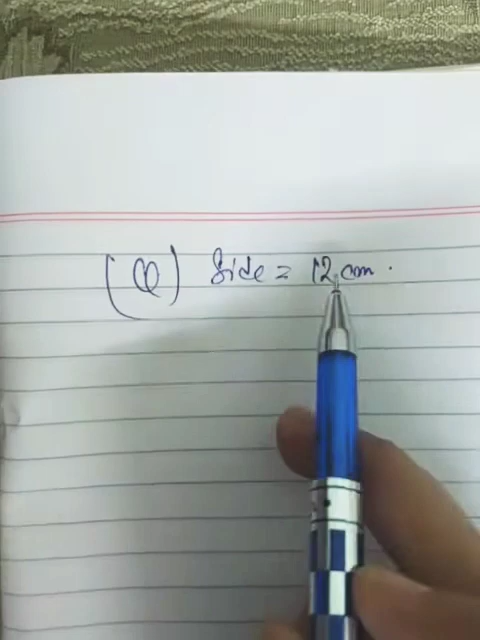 (Q) Side = 12 cm.